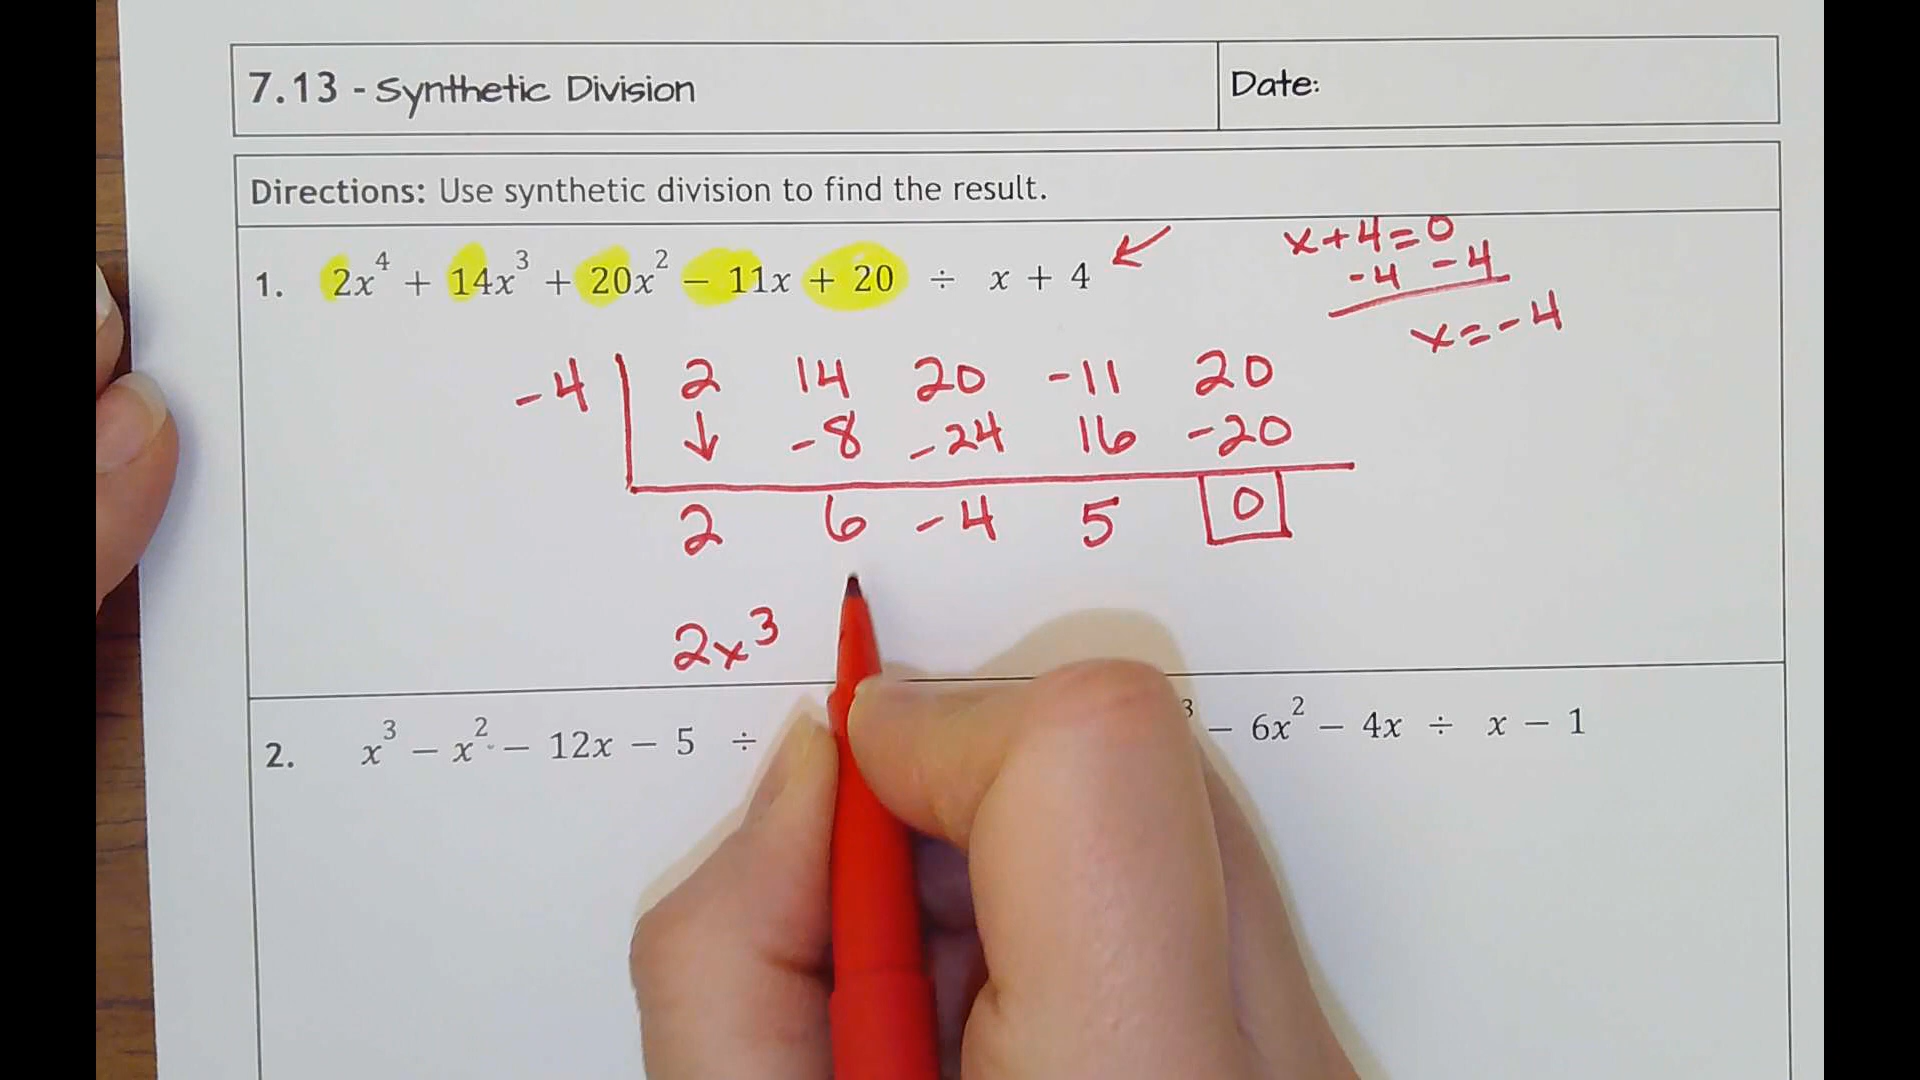 7.13 - Synthetic Division
Date:
Directions: Use synthetic division to find the result.
1. 2x⁴ + 14x³ + 20x² − 11x + 20 ÷ x + 4
x+4=0
-4 -4
x=-4
-4 2 14 20 -11 20
↓ -8 -24 16 -20
2 6 -4 5 0
2x³
2. x³ − x² − 12x − 5 ÷
³ − 6x² − 4x ÷ x − 1